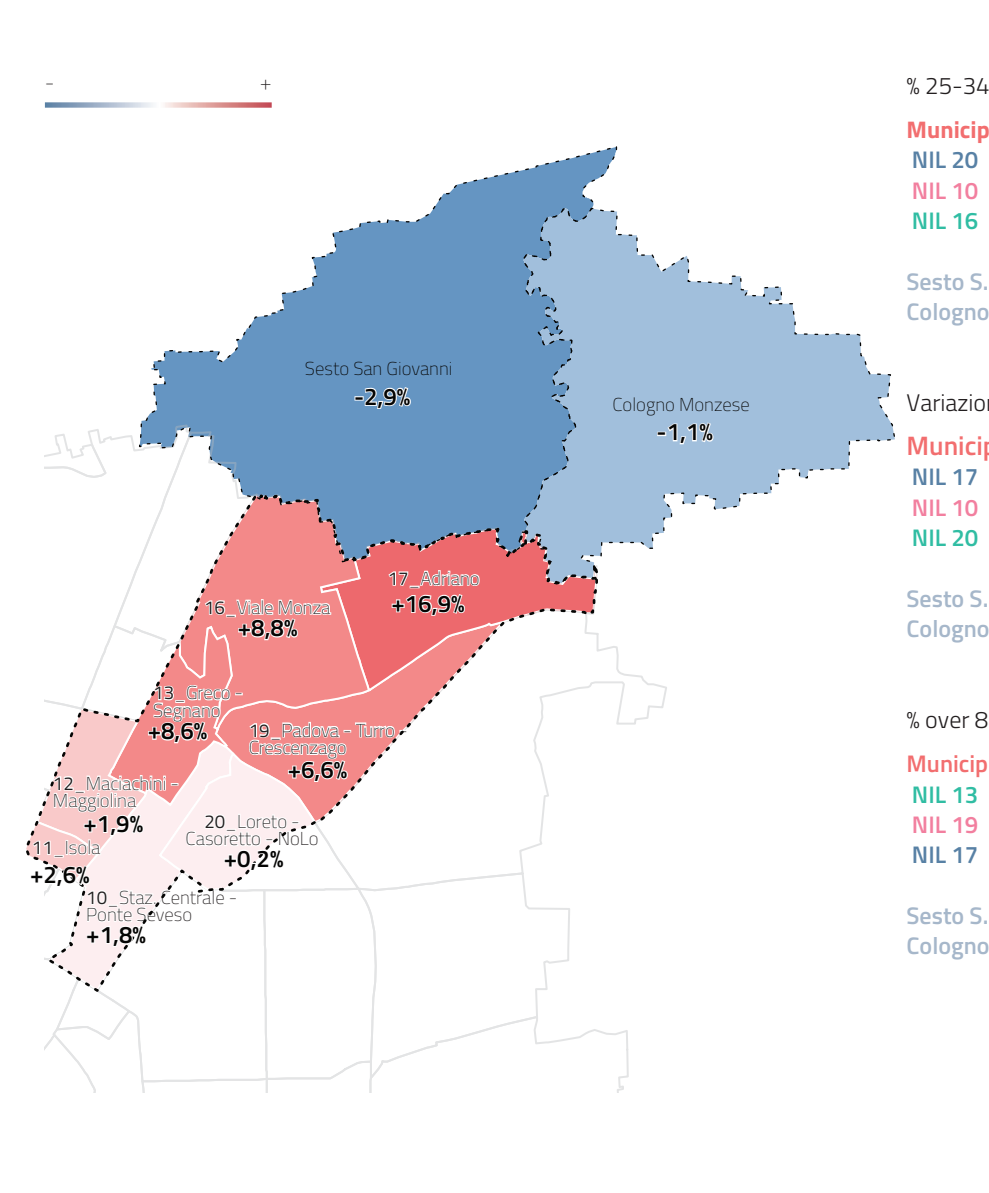 -
+
Sesto San Giovanni
-2,9%
Cologno Monzese
-1,1%
17_Adriano
+16,9%
16_Viale Monza
+8,8%
13_Greco -
Segnano
+8,6%
19_Padova - Turro
Crescenzago
+6,6%
12_Maciachini -
Maggiolina
+1,9%
11_Isola
+2,6%
20_Loreto -
Casoretto - NoLo
+0,2%
10_Staz. Centrale -
Ponte Seveso
+1,8%
% 25-34
Municip
NIL 20
NIL 10
NIL 16
Sesto S.
Cologno
Variazio
Municip
NIL 17
NIL 10
NIL 20
Sesto S.
Cologno
% over 8
Municip
NIL 13
NIL 19
NIL 17
Sesto S.
Cologno